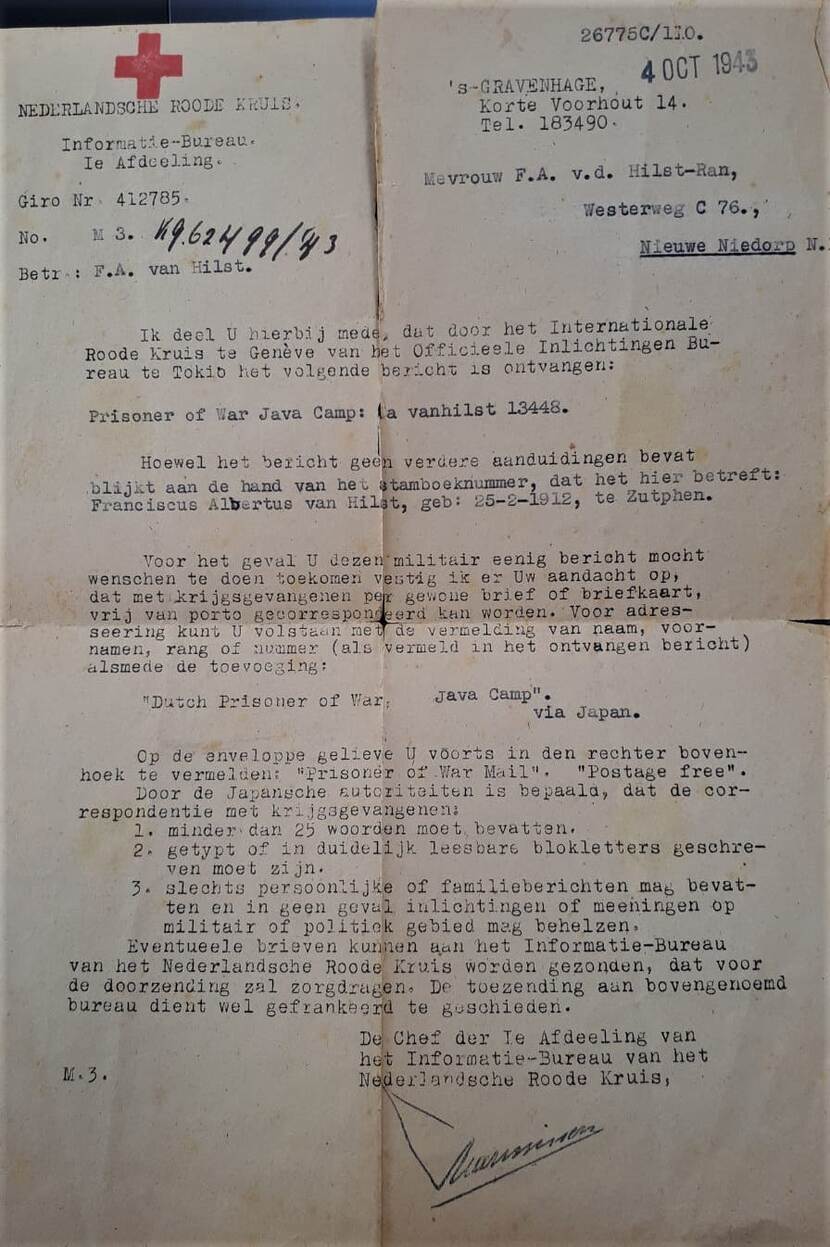 26775C/1I0.
4 OCT 1943
NEDERLANDSCHE ROODE KRUIS.
's-GRAVENHAGE,
Korte Voorhout 14.
Tel. 183490.
Informatie-Bureau.
Ie Afdeeling.
Mevrouw F.A. v.d. Hilst-Ran,
Giro Nr. 412785.
Westerweg C 76.,
No. M 3. K9.62499/43
Nieuwe Niedorp N.
Betr.: F.A. van Hilst.
Ik deel U hierbij mede, dat door het Internationale
Roode Kruis te Genève van het Officieele Inlichtingen Bu-
reau te Tokio het volgende bericht is ontvangen:
Prisoner of War Java Camp: fa vanhilst 13448.
Hoewel het bericht geen verdere aanduidingen bevat
blijkt aan de hand van het stamboeknummer, dat het hier betreft:
Franciscus Albertus van Hilst, geb: 25-2-1912, te Zutphen.
Voor het geval U dezen militair eenig bericht mocht
wenschen te doen toekomen vestig ik er Uw aandacht op,
dat met krijgsgevangenen per gewone brief of briefkaart,
vrij van porto gecorrespondeerd kan worden. Voor adres-
seering kunt U volstaan met de vermelding van naam, voor-
namen, rang of nummer (als vermeld in het ontvangen bericht)
alsmede de toevoeging:
"Dutch Prisoner of War, Java Camp".
via Japan.
Op de enveloppe gelieve U voorts in den rechter boven-
hoek te vermelden: "Prisoner of War Mail". "Postage free".
Door de Japansche autoriteiten is bepaald, dat de cor-
respondentie met krijgsgevangenen:
1. minder dan 25 woorden moet bevatten.
2. getypt of in duidelijk leesbare blokletters geschre-
ven moet zijn.
3. slechts persoonlijke of familieberichten mag bevat-
ten en in geen geval inlichtingen of meeningen op
militair of politiek gebied mag behelzen.
Eventueele brieven kunnen aan het Informatie-Bureau
van het Nederlandsche Roode Kruis worden gezonden, dat voor
de doorzending zal zorgdragen. De toezending aan bovengenoemd
bureau dient wel gefrankeerd te geschieden.
De Chef der Ie Afdeeling van
het Informatie-Bureau van het
M.3.
Nederlandsche Roode Kruis,